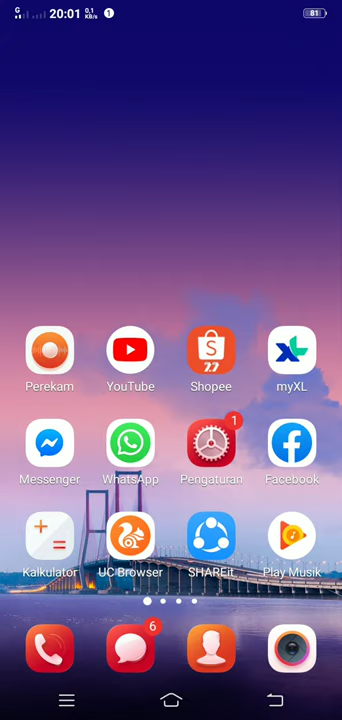 G 20:01 0,1 KB/s 1 81
Perekam YouTube Shopee myXL
1
Messenger WhatsApp Pengaturan Facebook
Kalkulator UC Browser SHAREit Play Musik
6